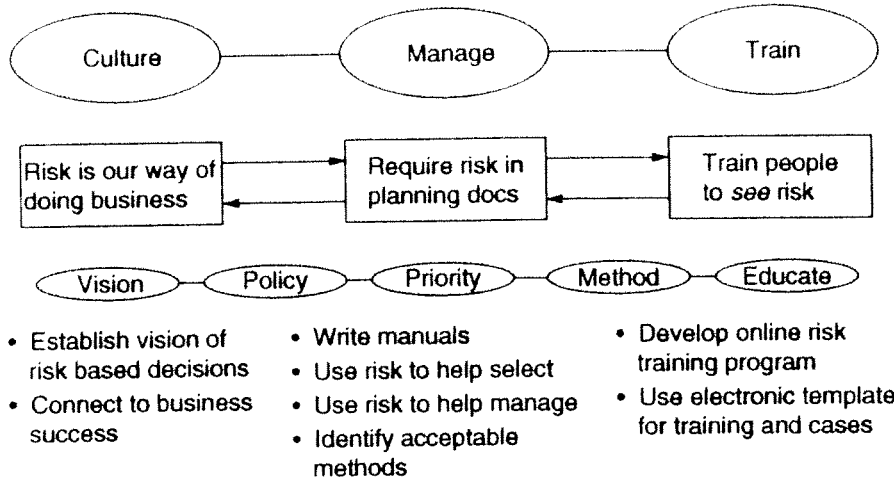 Culture
Manage
Train
Risk is our way of
doing business
Require risk in
planning docs
Train people
to see risk
Vision
Policy
Priority
Method
Educate
• Establish vision of
risk based decisions
• Connect to business
success
• Write manuals
• Use risk to help select
• Use risk to help manage
• Identify acceptable
methods
• Develop online risk
training program
• Use electronic template
for training and cases